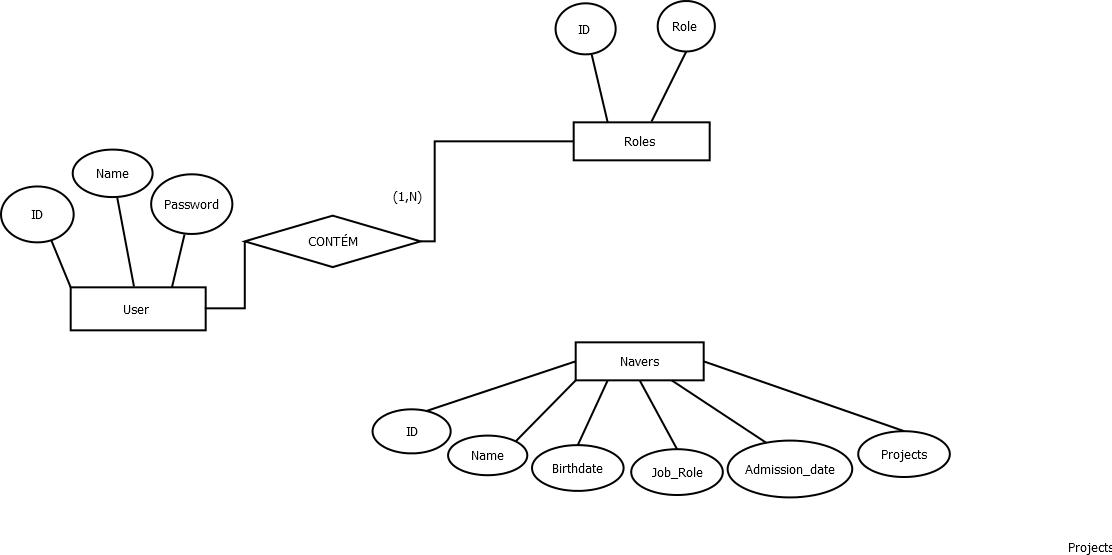 ID
Role
Roles
Name
ID
Password
(1,N)
CONTÉM
User
Navers
ID
Name
Birthdate
Job_Role
Admission_date
Projects
Projects